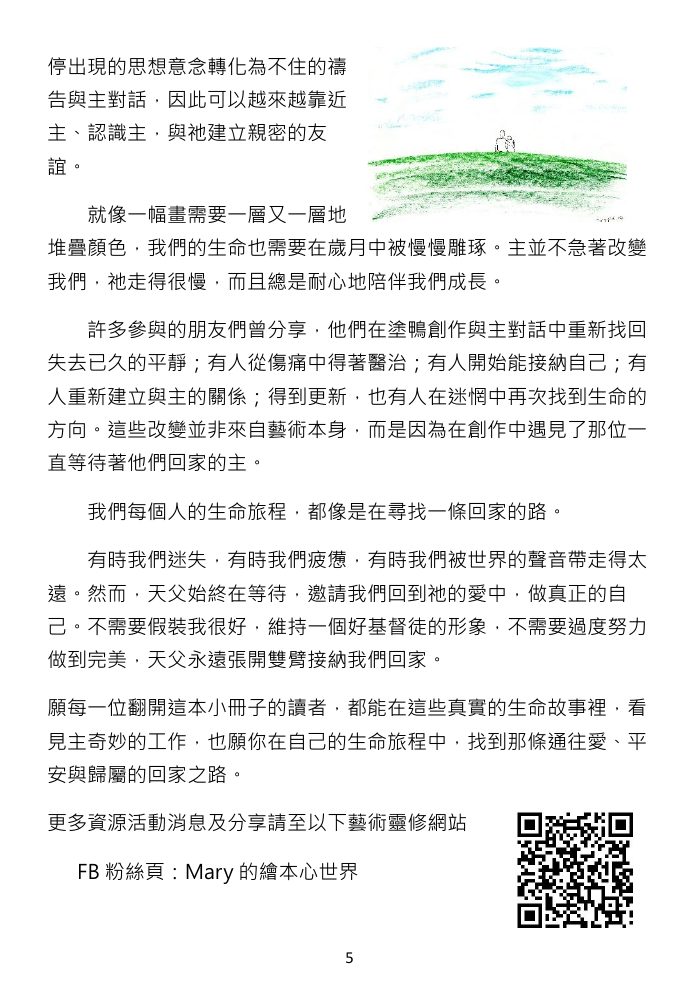 停出現的思想意念轉化為不住的禱
告與主對話，因此可以越來越靠近
主、認識主，與祂建立親密的友
誼。
就像一幅畫需要一層又一層地
堆疊顏色，我們的生命也需要在歲月中被慢慢雕琢。主並不急著改變
我們，祂走得很慢，而且總是耐心地陪伴我們成長。
許多參與的朋友們曾分享，他們在塗鴨創作與主對話中重新找回
失去已久的平靜；有人從傷痛中得著醫治；有人開始能接納自己；有
人重新建立與主的關係；得到更新，也有人在迷惘中再次找到生命的
方向。這些改變並非來自藝術本身，而是因為在創作中遇見了那位一
直等待著他們回家的主。
我們每個人的生命旅程，都像是在尋找一條回家的路。
有時我們迷失，有時我們疲憊，有時我們被世界的聲音帶走得太
遠。然而，天父始終在等待，邀請我們回到祂的愛中，做真正的自
己。不需要假裝我很好，維持一個好基督徒的形象，不需要過度努力
做到完美，天父永遠張開雙臂接納我們回家。
願每一位翻開這本小冊子的讀者，都能在這些真實的生命故事裡，看
見主奇妙的工作，也願你在自己的生命旅程中，找到那條通往愛、平
安與歸屬的回家之路。
更多資源活動消息及分享請至以下藝術靈修網站
FB 粉絲頁：Mary 的繪本心世界
5